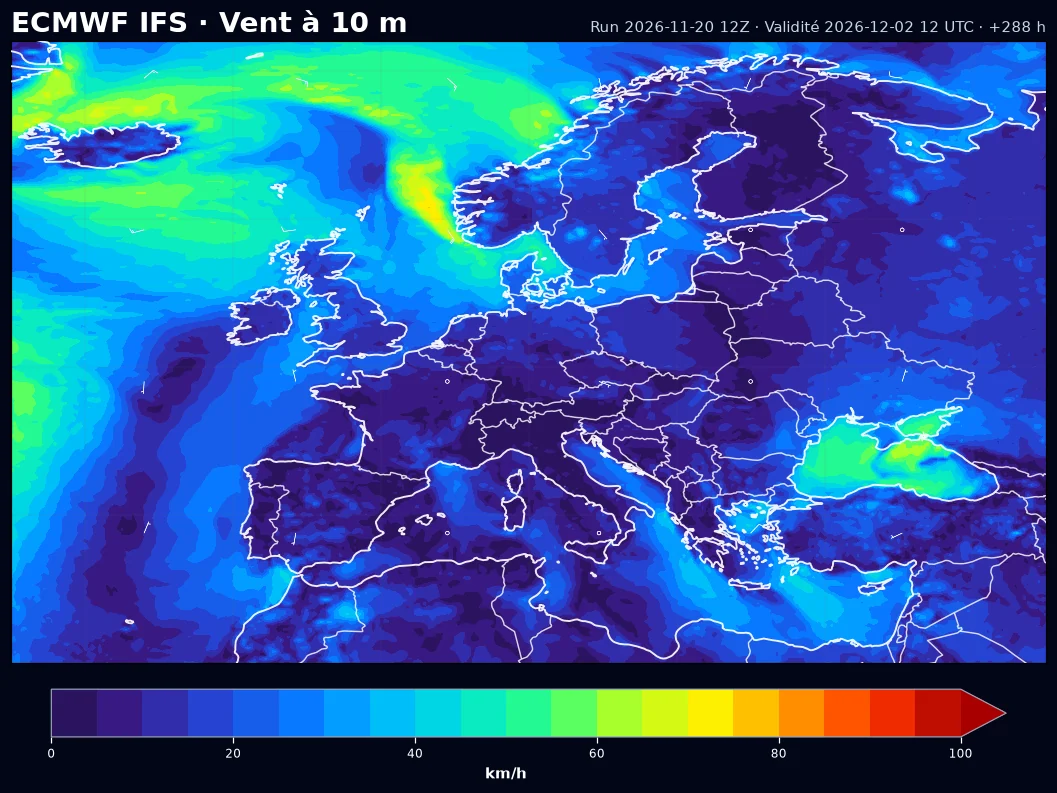 ECMWF IFS · Vent à 10 m
Run 2026-11-20 12Z · Validité 2026-12-02 12 UTC · +288 h
0 20 40 60 80 100
km/h